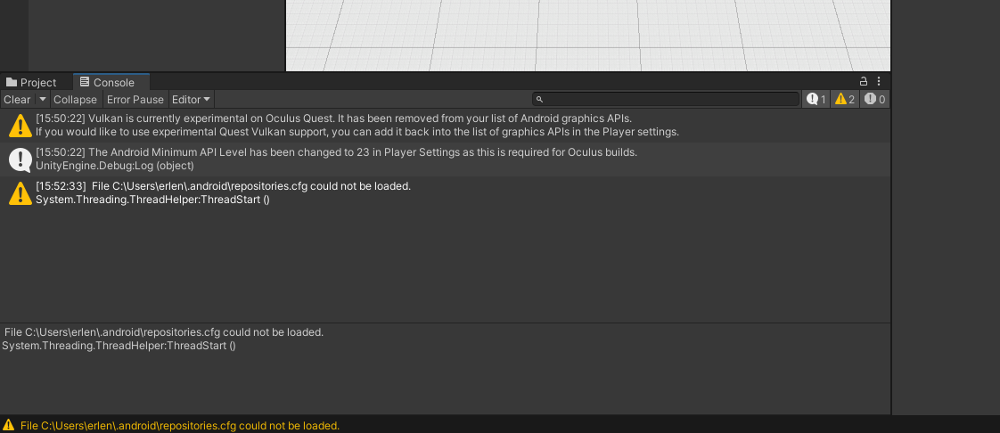 Project Console
Clear Collapse Error Pause Editor 1 2 0
[15:50:22] Vulkan is currently experimental on Oculus Quest. It has been removed from your list of Android graphics APIs.
If you would like to use experimental Quest Vulkan support, you can add it back into the list of graphics APIs in the Player settings.
[15:50:22] The Android Minimum API Level has been changed to 23 in Player Settings as this is required for Oculus builds.
UnityEngine.Debug:Log (object)
[15:52:33] File C:\Users\erlen\.android\repositories.cfg could not be loaded.
System.Threading.ThreadHelper:ThreadStart ()
File C:\Users\erlen\.android\repositories.cfg could not be loaded.
System.Threading.ThreadHelper:ThreadStart ()
File C:\Users\erlen\.android\repositories.cfg could not be loaded.